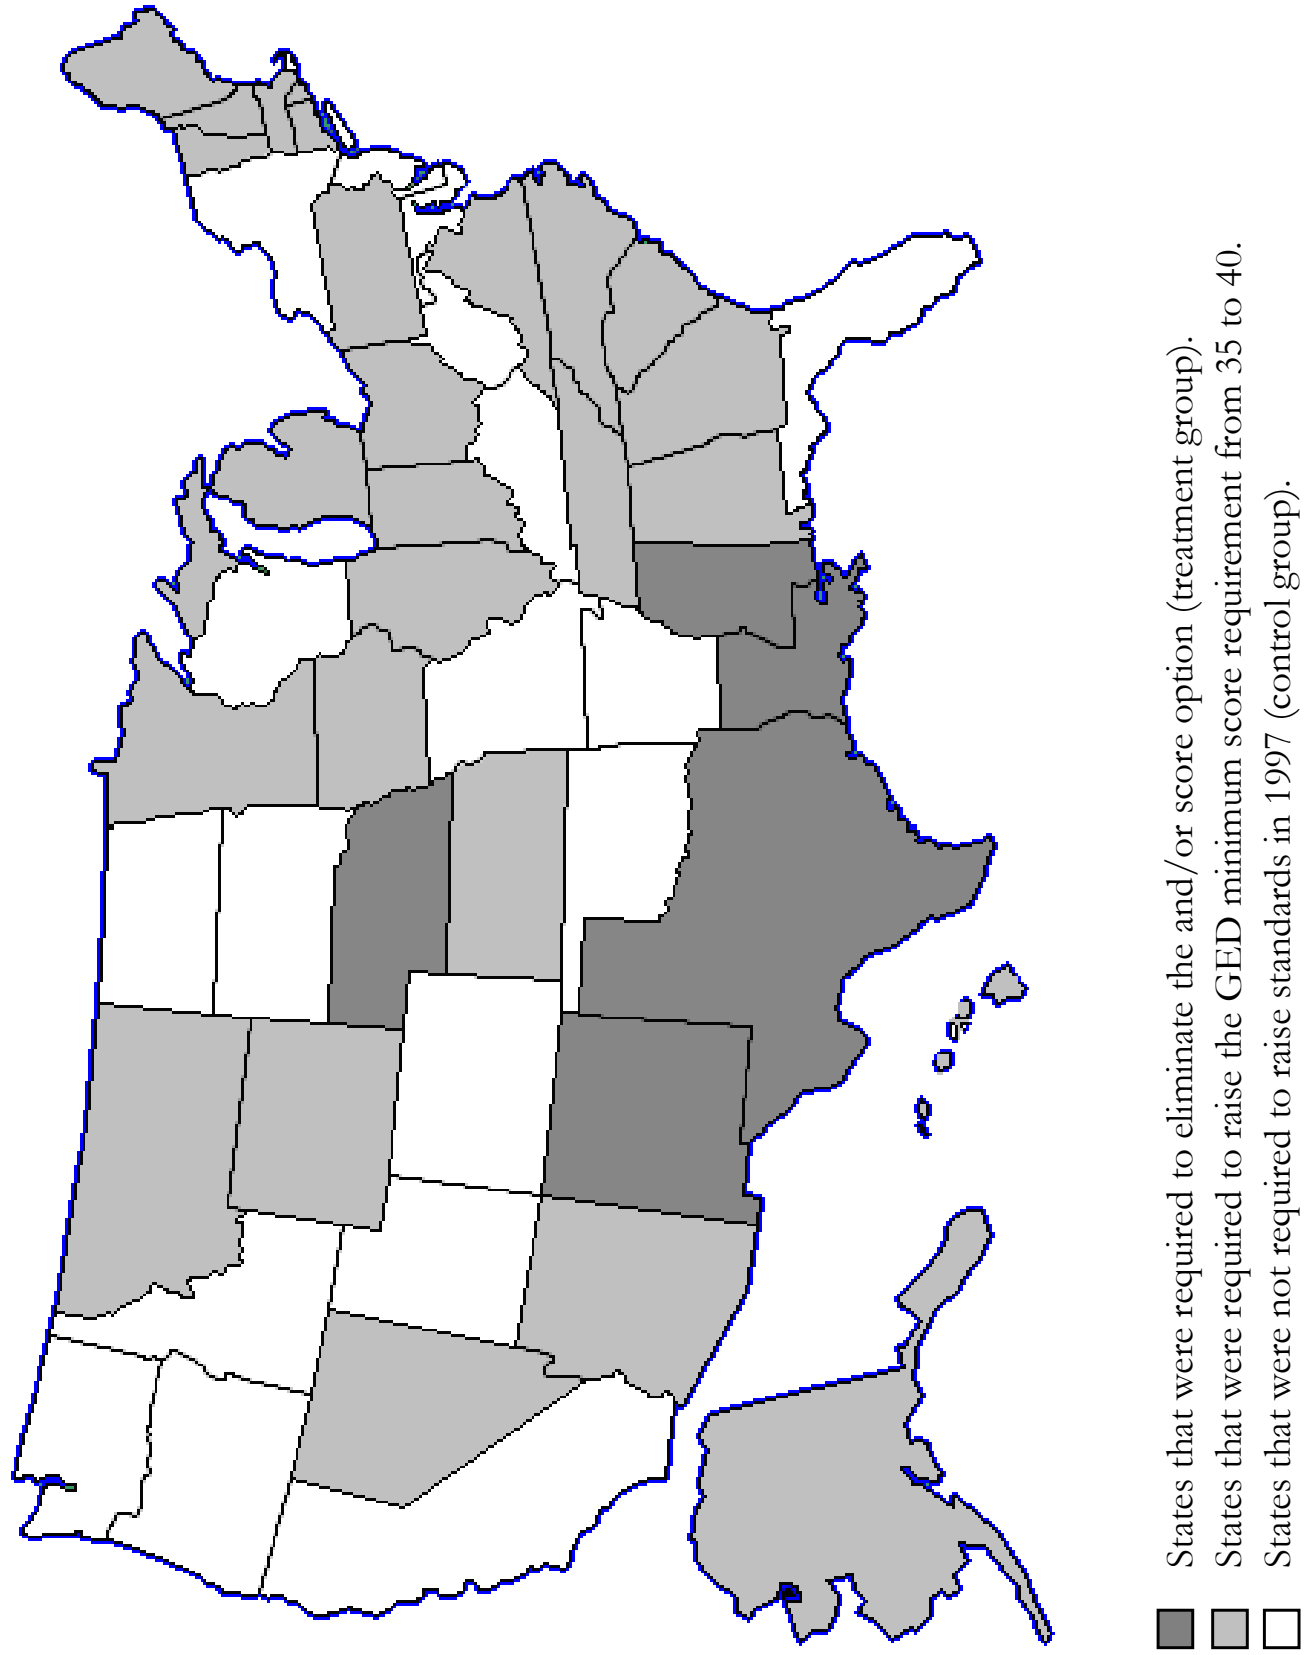 States that were required to eliminate the and/or score option (treatment group).
States that were required to raise the GED minimum score requirement from 35 to 40.
States that were not required to raise standards in 1997 (control group).